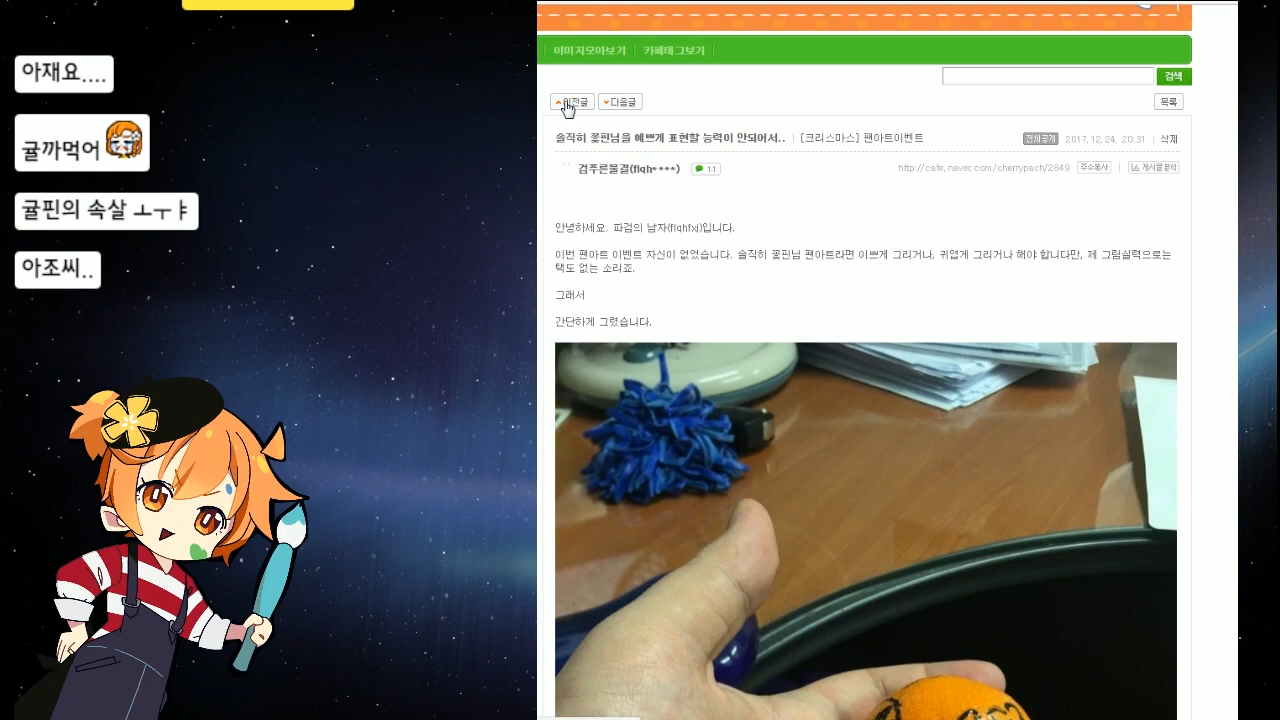 아재요....
귤까먹어
귤핀의 속살 ㅗㅜㅑ
아조씨..
이미지모아보기
카페태그보기
검색
이전글
다음글
목록
솔직히 꽃핀님을 예쁘게 표현할 능력이 안되어서.. | [크리스마스] 팬아트이벤트
전체공개 2017. 12. 24. 20:31 | 삭제
검푸른물결(flqh****)
11
http://cafe.naver.com/cherrypach/2849 주소복사 게시글 분석
안녕하세요. 파검의 남자(flqhfxj)입니다.
이번 팬아트 이벤트 자신이 없었습니다. 솔직히 꽃핀님 팬아트라면 이쁘게 그리거나, 귀엽게 그리거나 해야 합니다만, 제 그림실력으로는
택도 없는 소리죠.
그래서
간단하게 그렸습니다.